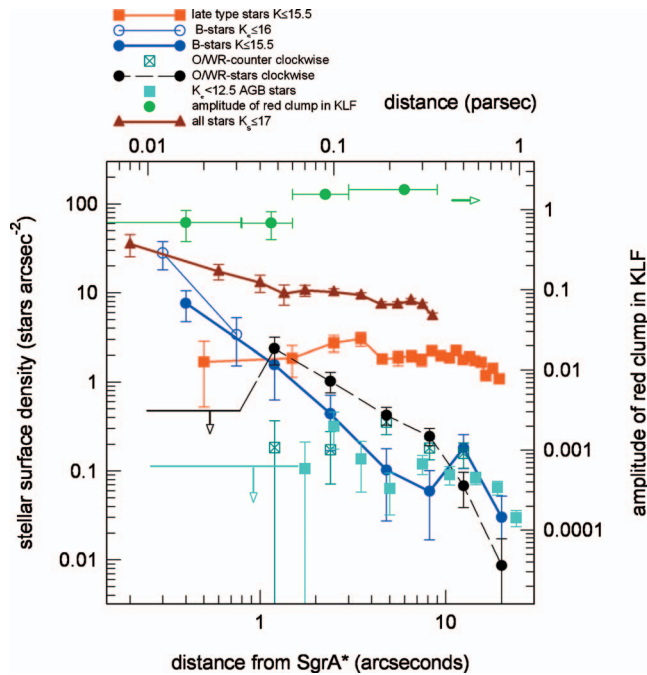 late type stars K≤15.5
B-stars Kₛ≤16
B-stars K≤15.5
O/WR-counter clockwise
O/WR-stars clockwise
Kₛ<12.5 AGB stars
amplitude of red clump in KLF
all stars Kₛ≤17
distance (parsec)
0.01 0.1 1
100
10
1
0.1
0.01
stellar surface density (stars arcsec⁻²)
1
0.1
0.01
0.001
0.0001
amplitude of red clump in KLF
1 10
distance from SgrA* (arcseconds)